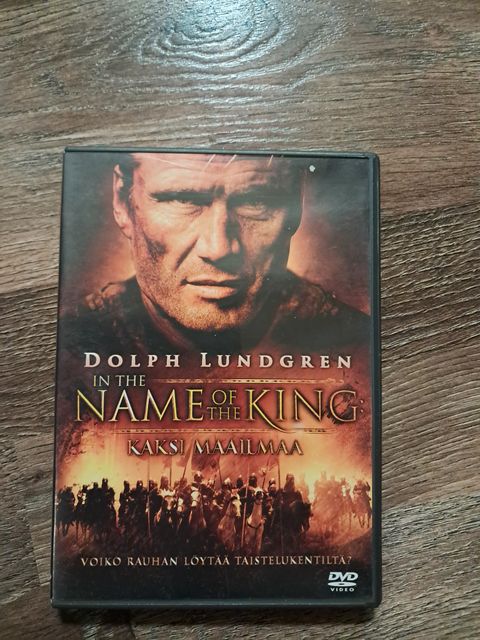 DOLPH LUNDGREN
IN THE
NAME OF THE KING
KAKSI MAAILMAA
VOIKO RAUHAN LÖYTÄÄ TAISTELUKENTILTÄ?
DVD
VIDEO